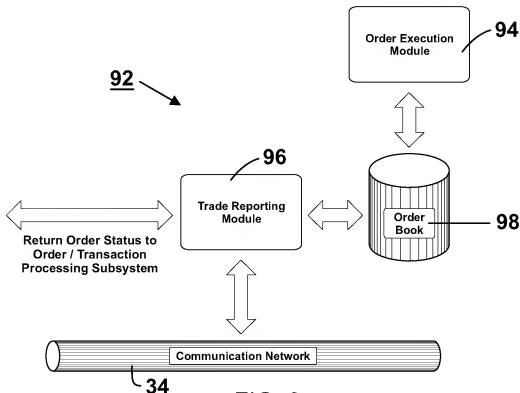 Order Execution
Module
94
92
96
Trade Reporting
Module
Order
Book
98
Return Order Status to
Order / Transaction
Processing Subsystem
Communication Network
34